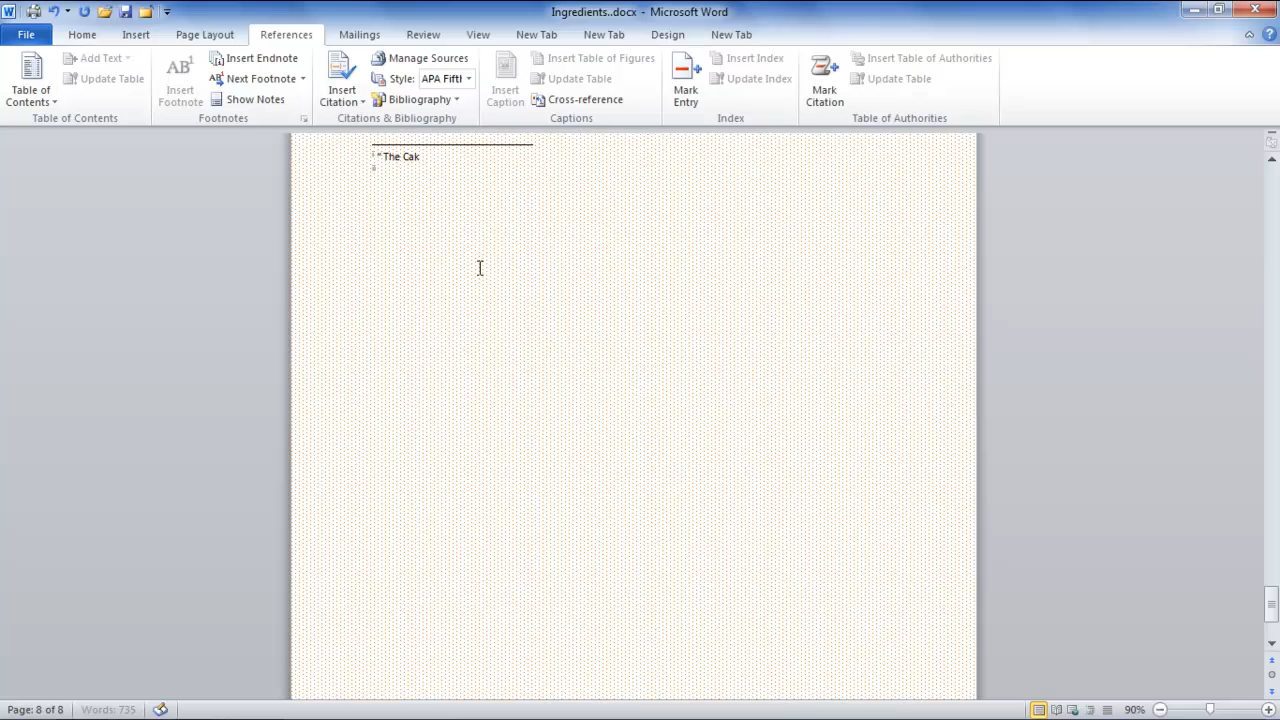 Ingredients..docx - Microsoft Word
File Home Insert Page Layout References Mailings Review View New Tab New Tab Design New Tab
Table of Contents
Add Text
Update Table
Table of Contents
AB¹
Insert Footnote
Insert Endnote
Next Footnote
Show Notes
Footnotes
Insert Citation
Manage Sources
Style: APA Fifth
Bibliography
Citations & Bibliography
Insert Caption
Insert Table of Figures
Update Table
Cross-reference
Captions
Mark Entry
Insert Index
Update Index
Index
Mark Citation
Insert Table of Authorities
Update Table
Table of Authorities
i " The Cak
ii
Page: 8 of 8 Words: 735 90%